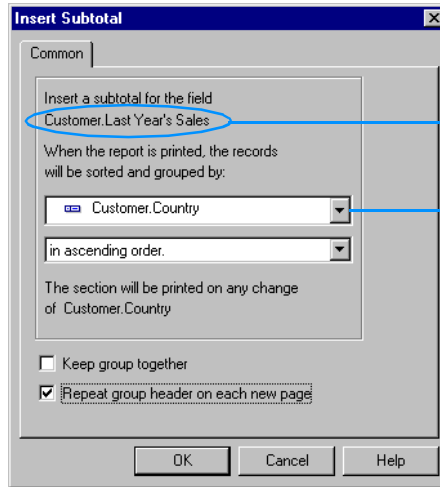 Insert Subtotal
Common
Insert a subtotal for the field
Customer.Last Year's Sales
When the report is printed, the records
will be sorted and grouped by:
Customer.Country
in ascending order.
The section will be printed on any change
of Customer.Country
Keep group together
Repeat group header on each new page
OK Cancel Help